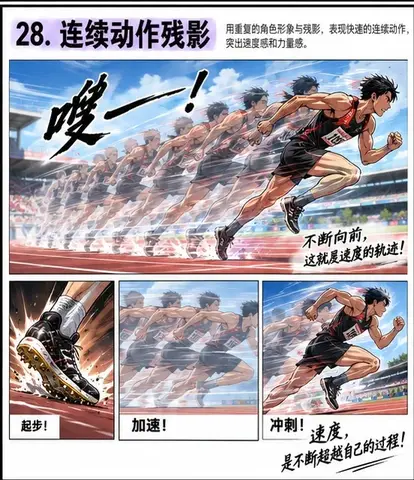 28. 连续动作残影
用重复的角色形象与残影，表现快速的连续动作，
突出速度感和力量感。
嗖一！
不断向前，
这就是速度的轨迹！
起步！
加速！
冲刺！
速度，
是不断超越自己的过程！